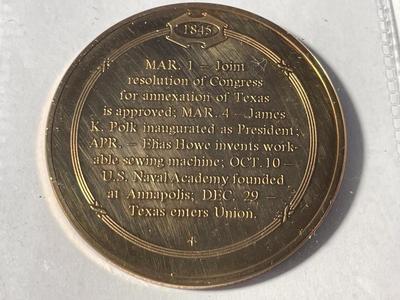 1845
MAR. 1 – Joint
resolution of Congress
for annexation of Texas
is approved; MAR. 4 – James
K. Polk inaugurated as President;
APR. – Elias Howe invents work-
able sewing machine; OCT. 10 –
U.S. Naval Academy founded
at Annapolis; DEC. 29 –
Texas enters Union.